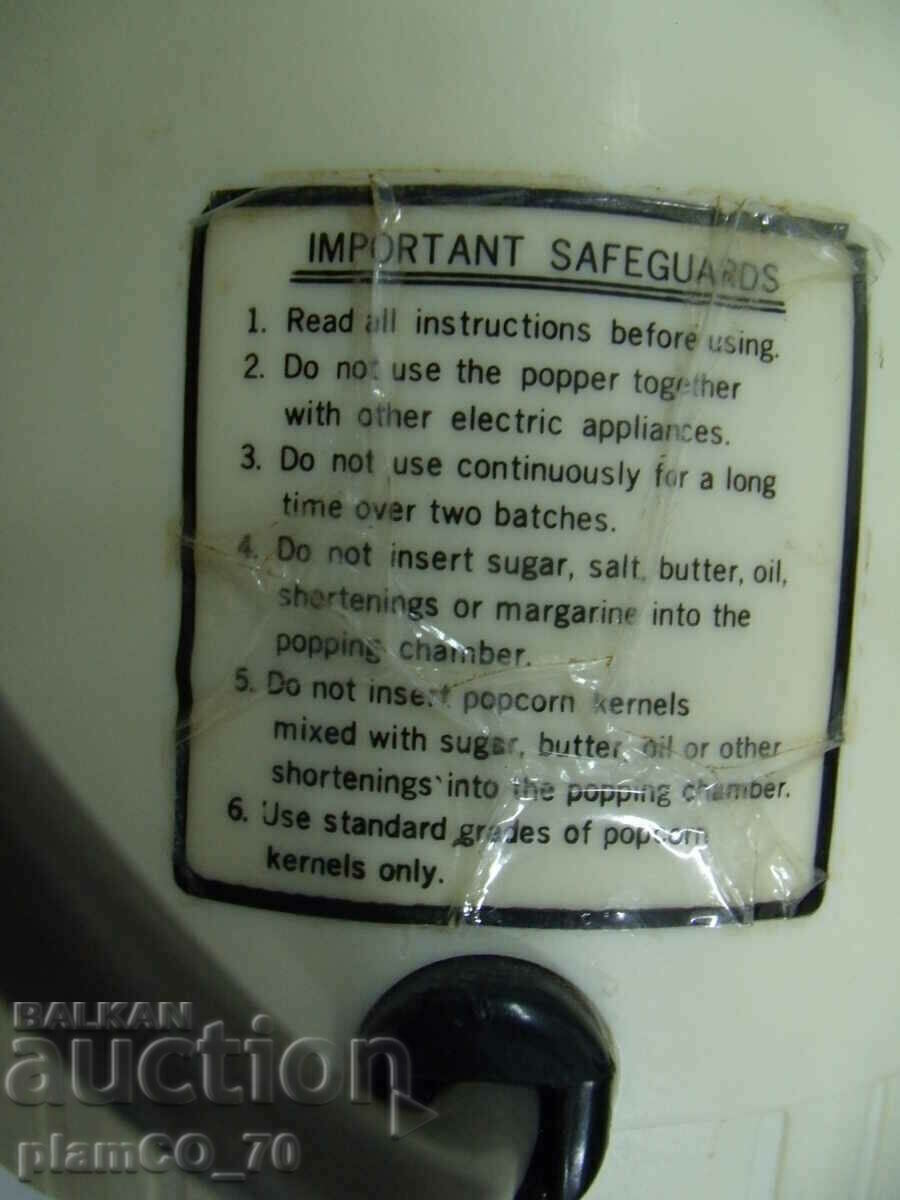 IMPORTANT SAFEGUARDS
1. Read all instructions before using.
2. Do not use the popper together
with other electric appliances.
3. Do not use continuously for a long
time over two batches.
4. Do not insert sugar, salt, butter, oil,
shortenings or margarine into the
popping chamber.
5. Do not insert popcorn kernels
mixed with sugar, butter, oil or other
shortenings into the popping chamber.
6. Use standard grades of popcorn
kernels only.
BALKAN
auction
plamCO_70